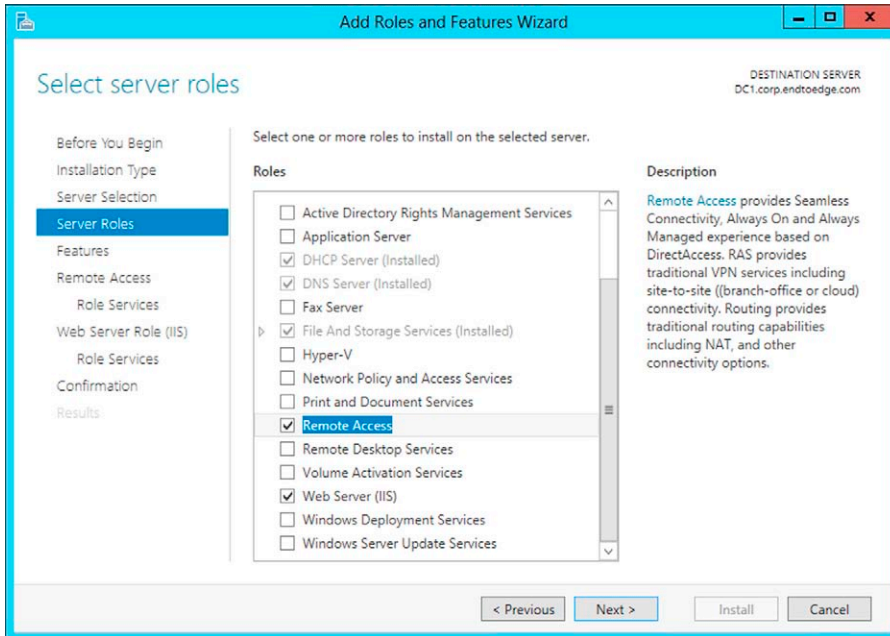 Add Roles and Features Wizard
Select server roles
DESTINATION SERVER
DC1.corp.endtoedge.com
Before You Begin
Installation Type
Server Selection
Server Roles
Features
Remote Access
Role Services
Web Server Role (IIS)
Role Services
Confirmation
Results
Select one or more roles to install on the selected server.
Roles
Active Directory Rights Management Services
Application Server
DHCP Server (Installed)
DNS Server (Installed)
Fax Server
File And Storage Services (Installed)
Hyper-V
Network Policy and Access Services
Print and Document Services
Remote Access
Remote Desktop Services
Volume Activation Services
Web Server (IIS)
Windows Deployment Services
Windows Server Update Services
Description
Remote Access provides Seamless
Connectivity, Always On and Always
Managed experience based on
DirectAccess. RAS provides
traditional VPN services including
site-to-site ((branch-office or cloud)
connectivity. Routing provides
traditional routing capabilities
including NAT, and other
connectivity options.
< Previous
Next >
Install
Cancel